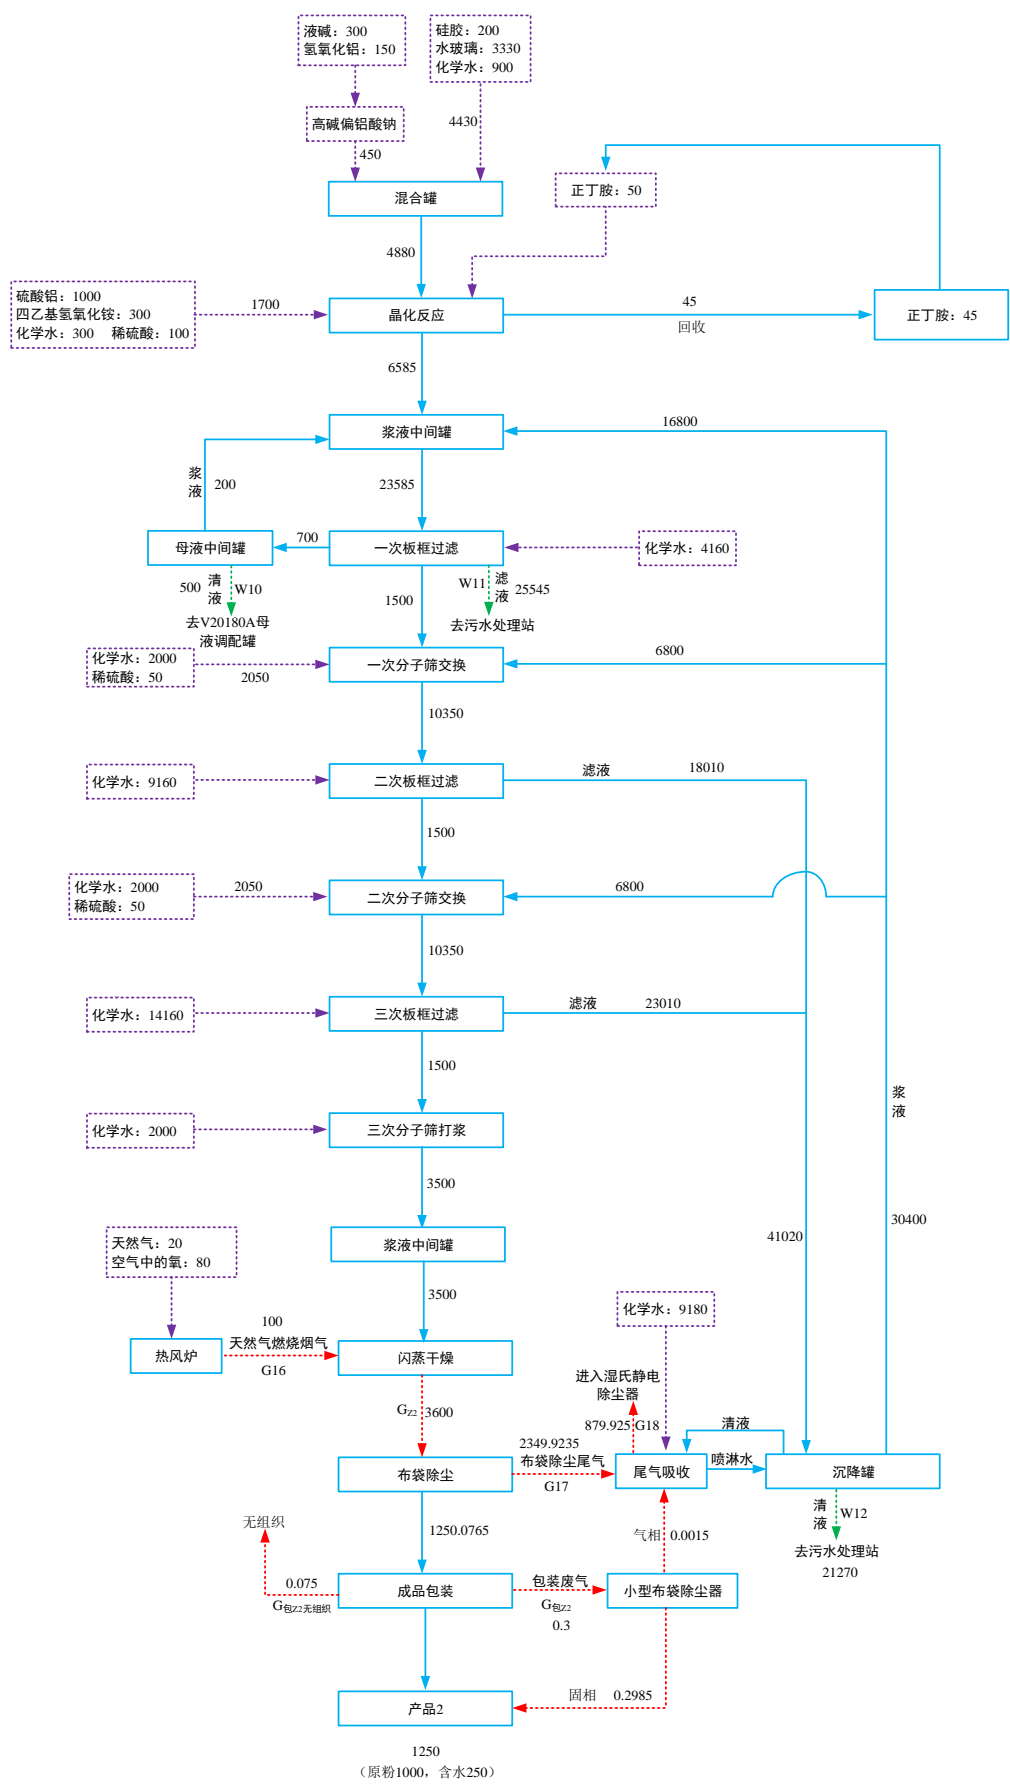 液碱：300
氢氧化铝：150
硅胶：200
水玻璃：3330
化学水：900
高碱偏铝酸钠
4430
450
正丁胺：50
混合罐
4880
硫酸铝：1000
四乙基氢氧化铵：300
化学水：300 稀硫酸：100
1700
晶化反应
45
回收
正丁胺：45
6585
浆液中间罐
16800
浆液
200
23585
母液中间罐
700
一次板框过滤
化学水：4160
500
清液
W10
去V20180A母
液调配罐
1500
W11
滤液
25545
去污水处理站
化学水：2000
稀硫酸：50
2050
一次分子筛交换
6800
10350
化学水：9160
二次板框过滤
滤液
18010
1500
化学水：2000
稀硫酸：50
2050
二次分子筛交换
6800
10350
化学水：14160
三次板框过滤
滤液
23010
1500
浆液
化学水：2000
三次分子筛打浆
3500
30400
41020
天然气：20
空气中的氧：80
浆液中间罐
3500
化学水：9180
100
天然气燃烧烟气
G16
热风炉
闪蒸干燥
进入湿氏静电
除尘器
GZ2
3600
879.925
G18
清液
2349.9235
布袋除尘尾气
G17
布袋除尘
尾气吸收
喷淋水
沉降罐
清液
W12
去污水处理站
21270
无组织
1250.0765
气相
0.0015
0.075
G包Z2无组织
成品包装
包装废气
G包Z2
0.3
小型布袋除尘器
固相
0.2985
产品2
1250
（原粉1000，含水250）